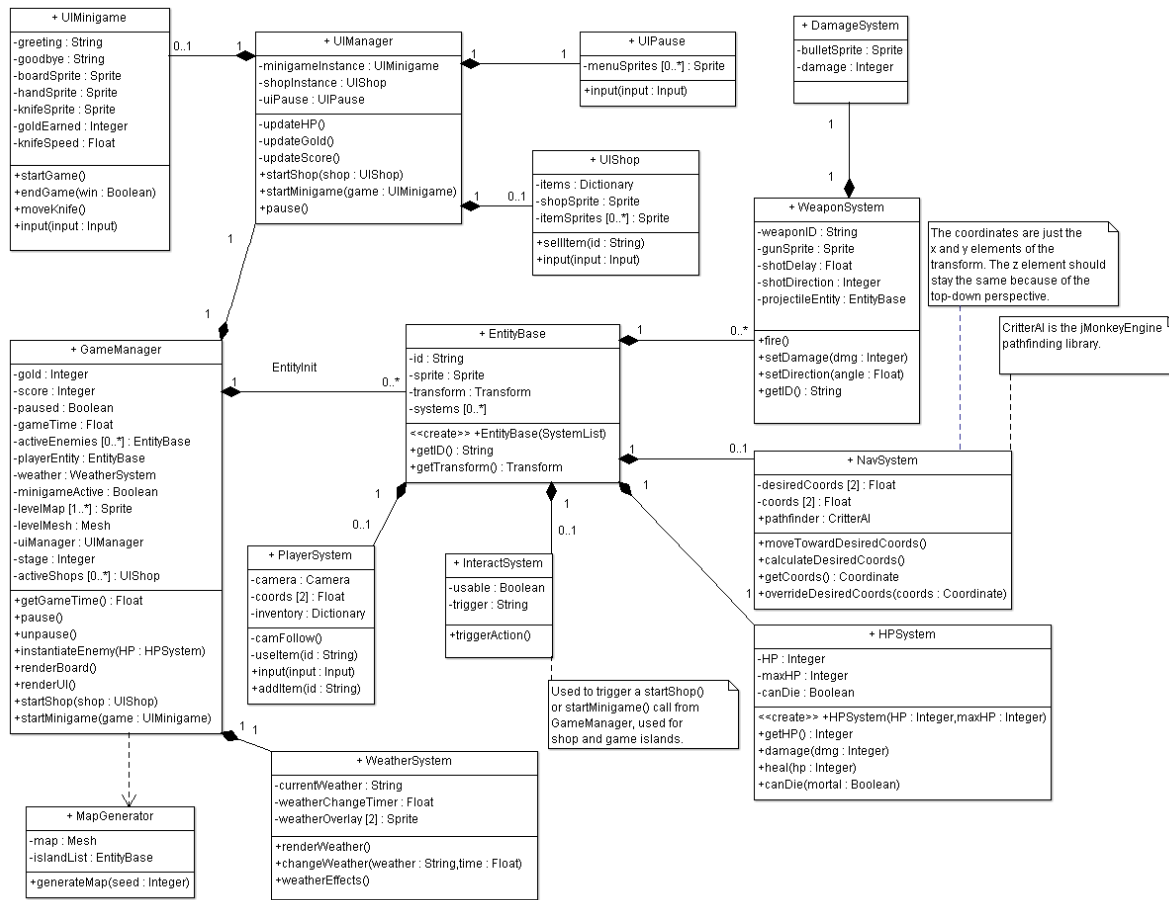 + UIMinigame
-greeting : String
-goodbye : String
-boardSprite : Sprite
-handSprite : Sprite
-knifeSprite : Sprite
-goldEarned : Integer
-knifeSpeed : Float
+startGame()
+endGame(win : Boolean)
+moveKnife()
+input(input : Input)
0..1
1
+ UIManager
-minigameInstance : UIMinigame
-shopInstance : UIShop
-uiPause : UIPause
-updateHP()
-updateGold()
-updateScore()
+startShop(shop : UIShop)
+startMinigame(game : UIMinigame)
+pause()
1
1
+ UIPause
-menuSprites [0..*] : Sprite
+input(input : Input)
1
0..1
+ UIShop
-items : Dictionary
-shopSprite : Sprite
-itemSprites [0..*] : Sprite
+sellItem(id : String)
+input(input : Input)
+ DamageSystem
-bulletSprite : Sprite
-damage : Integer
1
1
+ WeaponSystem
-weaponID : String
-gunSprite : Sprite
-shotDelay : Float
-shotDirection : Integer
-projectileEntity : EntityBase
+fire()
+setDamage(dmg : Integer)
+setDirection(angle : Float)
+getID() : String
The coordinates are just the
x and y elements of the
transform. The z element should
stay the same because of the
top-down perspective.
CritterAI is the jMonkeyEngine
pathfinding library.
1
1
+ GameManager
-gold : Integer
-score : Integer
-paused : Boolean
-gameTime : Float
-activeEnemies [0..*] : EntityBase
-playerEntity : EntityBase
-weather : WeatherSystem
-minigameActive : Boolean
-levelMap [1..*] : Sprite
-levelMesh : Mesh
-uiManager : UIManager
-stage : Integer
-activeShops [0..*] : UIShop
+getGameTime() : Float
+pause()
+unpause()
+instantiateEnemy(HP : HPSystem)
+renderBoard()
+renderUI()
+startShop(shop : UIShop)
+startMinigame(game : UIMinigame)
EntityInit
1
0..*
+ EntityBase
-id : String
-sprite : Sprite
-transform : Transform
-systems [0..*]
<<create>> +EntityBase(SystemList)
+getID() : String
+getTransform() : Transform
1
0..*
1
0..1
+ NavSystem
-desiredCoords [2] : Float
-coords [2] : Float
-pathfinder : CritterAI
+moveTowardDesiredCoords()
+calculateDesiredCoords()
+getCoords() : Coordinate
+overrideDesiredCoords(coords : Coordinate)
1
0..1
+ PlayerSystem
-camera : Camera
-coords [2] : Float
-inventory : Dictionary
-camFollow()
-useItem(id : String)
+input(input : Input)
+addItem(id : String)
1
0..1
+ InteractSystem
-usable : Boolean
-trigger : String
+triggerAction()
Used to trigger a startShop()
or startMinigame() call from
GameManager, used for
shop and game islands.
1
1
+ HPSystem
-HP : Integer
-maxHP : Integer
-canDie : Boolean
<<create>> +HPSystem(HP : Integer,maxHP : Integer)
+getHP() : Integer
+damage(dmg : Integer)
+heal(hp : Integer)
+canDie(mortal : Boolean)
1
1
+ WeatherSystem
-currentWeather : String
-weatherChangeTimer : Float
-weatherOverlay [2] : Sprite
+renderWeather()
+changeWeather(weather : String,time : Float)
+weatherEffects()
+ MapGenerator
-map : Mesh
-islandList : EntityBase
+generateMap(seed : Integer)